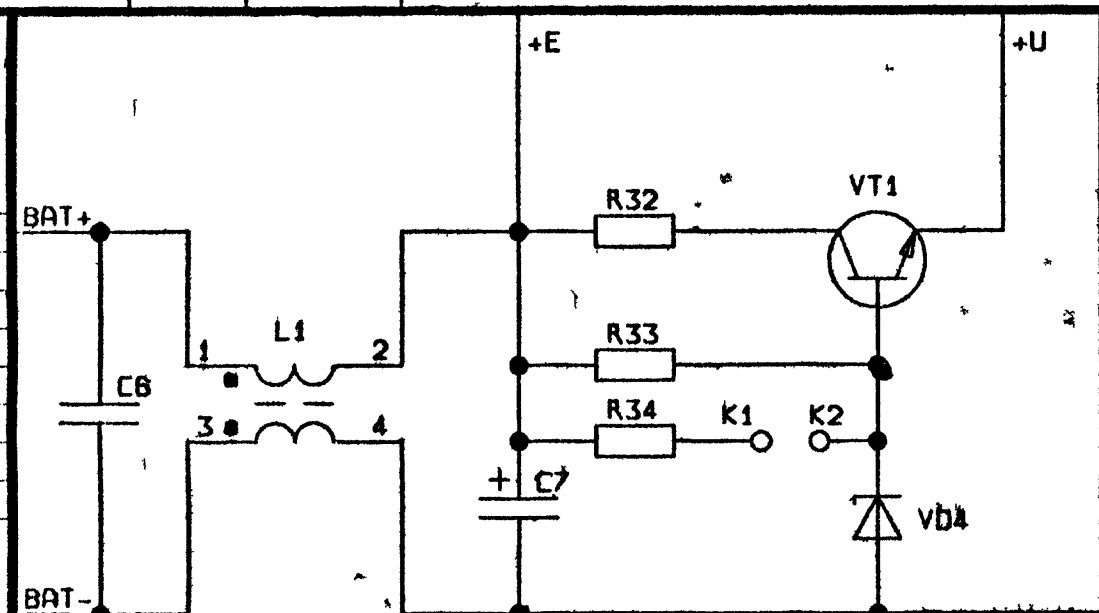 +E
+U
VT1
R32
BAT+
L1
R33
1
2
C6
R34
K1
K2
3
4
+
C7
VD4
BAT-